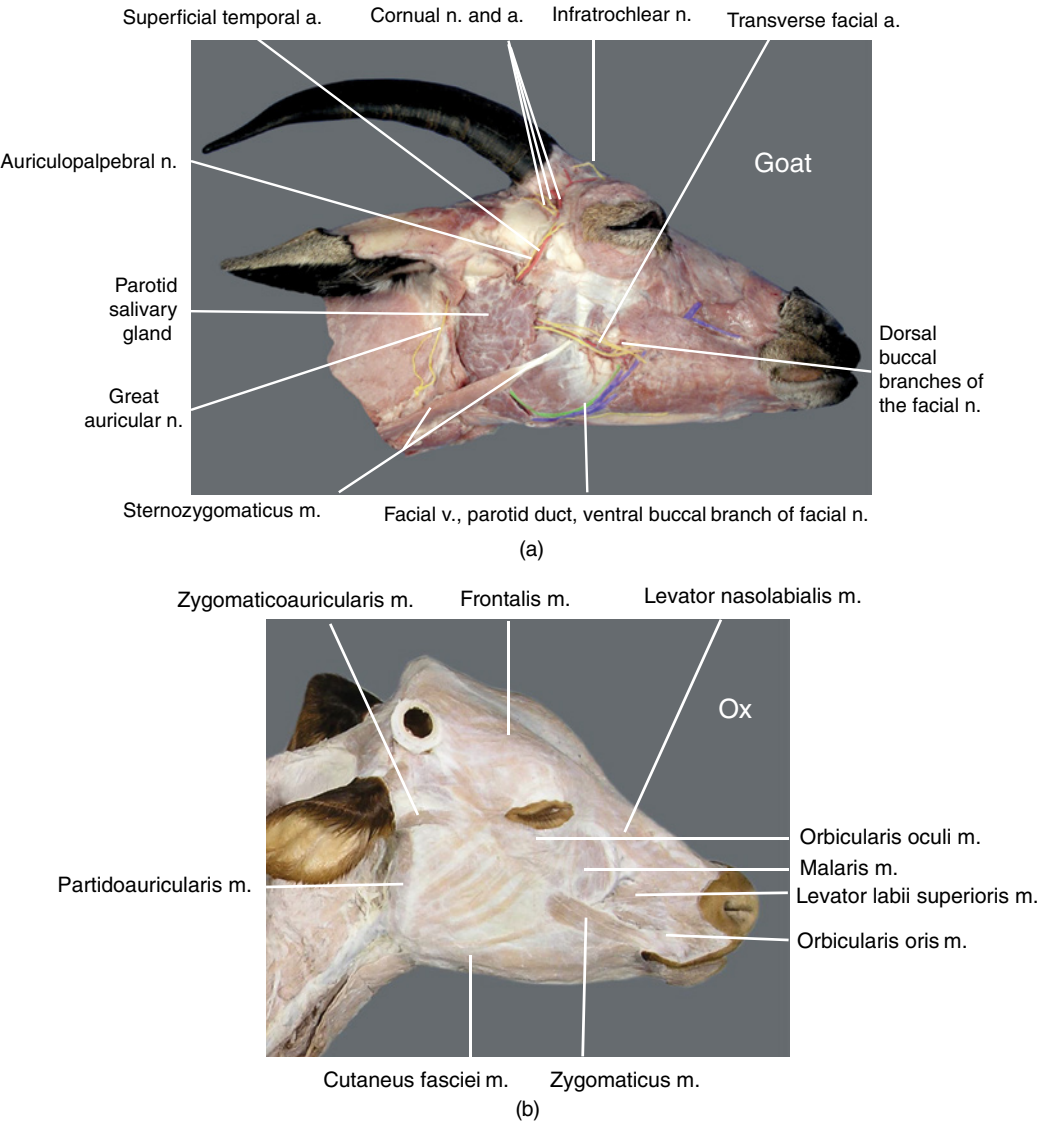 Superficial temporal a.
Cornual n. and a.
Infratrochlear n.
Transverse facial a.
Auriculopalpebral n.
Goat
Parotid
salivary
gland
Dorsal
buccal
branches of
the facial n.
Great
auricular n.
Sternozygomaticus m.
Facial v., parotid duct, ventral buccal branch of facial n.
(a)
Zygomaticoauricularis m.
Frontalis m.
Levator nasolabialis m.
Ox
Orbicularis oculi m.
Malaris m.
Partidoauricularis m.
Levator labii superioris m.
Orbicularis oris m.
Cutaneus fasciei m.
Zygomaticus m.
(b)